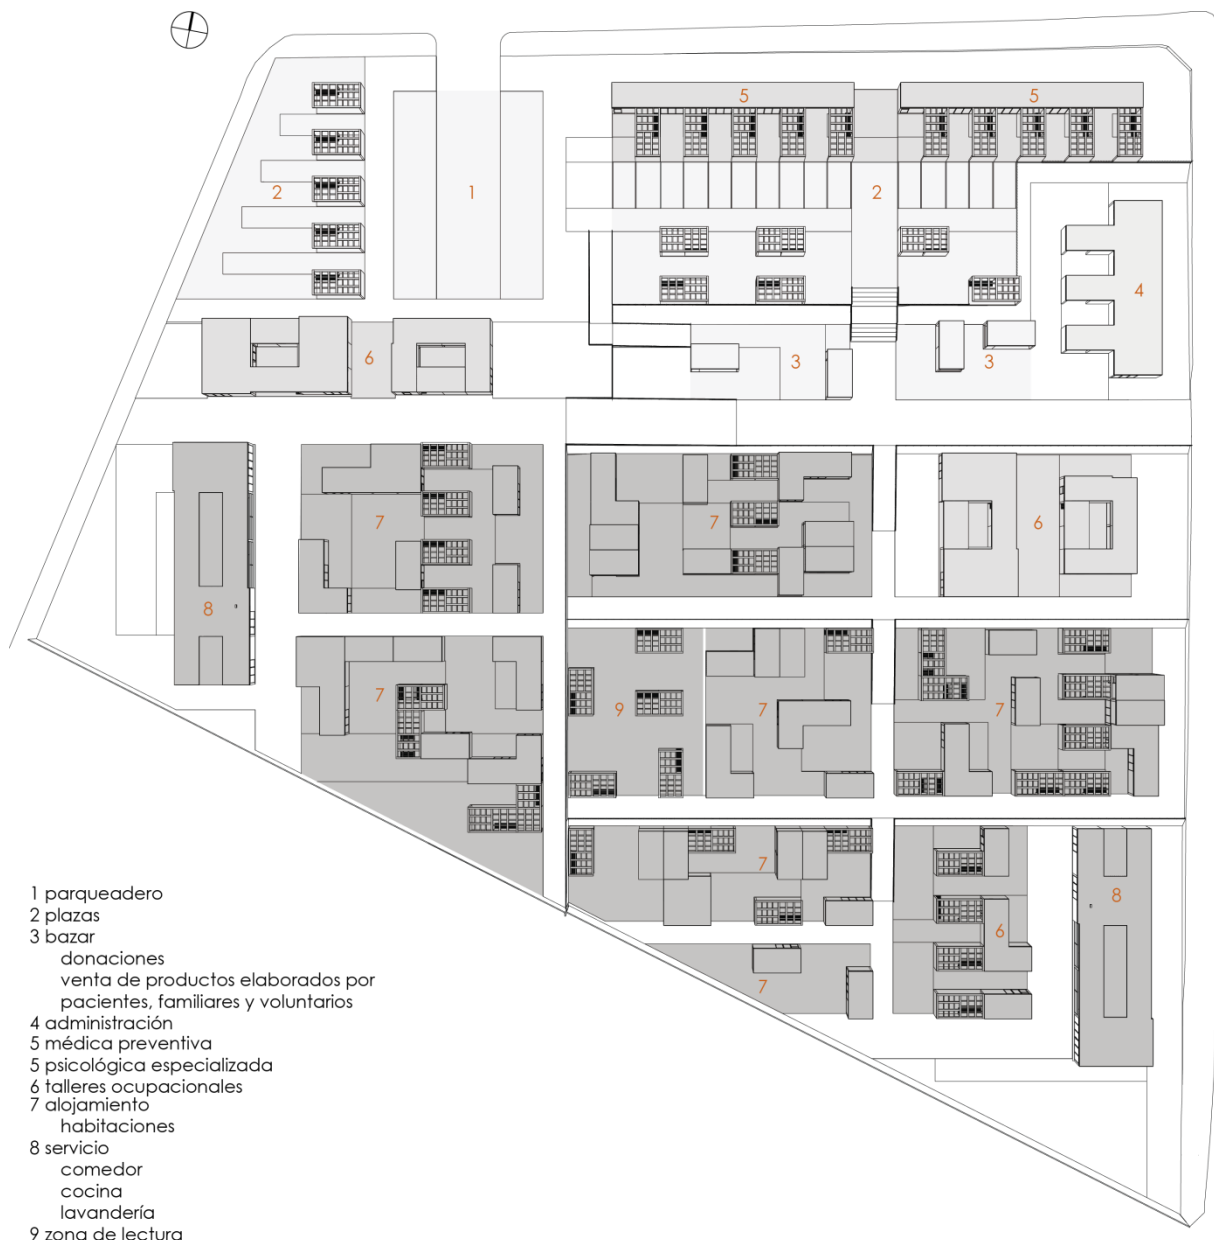 5
5
2
1
2
4
6
3
3
7
7
6
8
7
9
7
7
7
8
6
7
1 parqueadero
2 plazas
3 bazar
donaciones
venta de productos elaborados por
pacientes, familiares y voluntarios
4 administración
5 médica preventiva
5 psicológica especializada
6 talleres ocupacionales
7 alojamiento
habitaciones
8 servicio
comedor
cocina
lavandería
9 zona de lectura